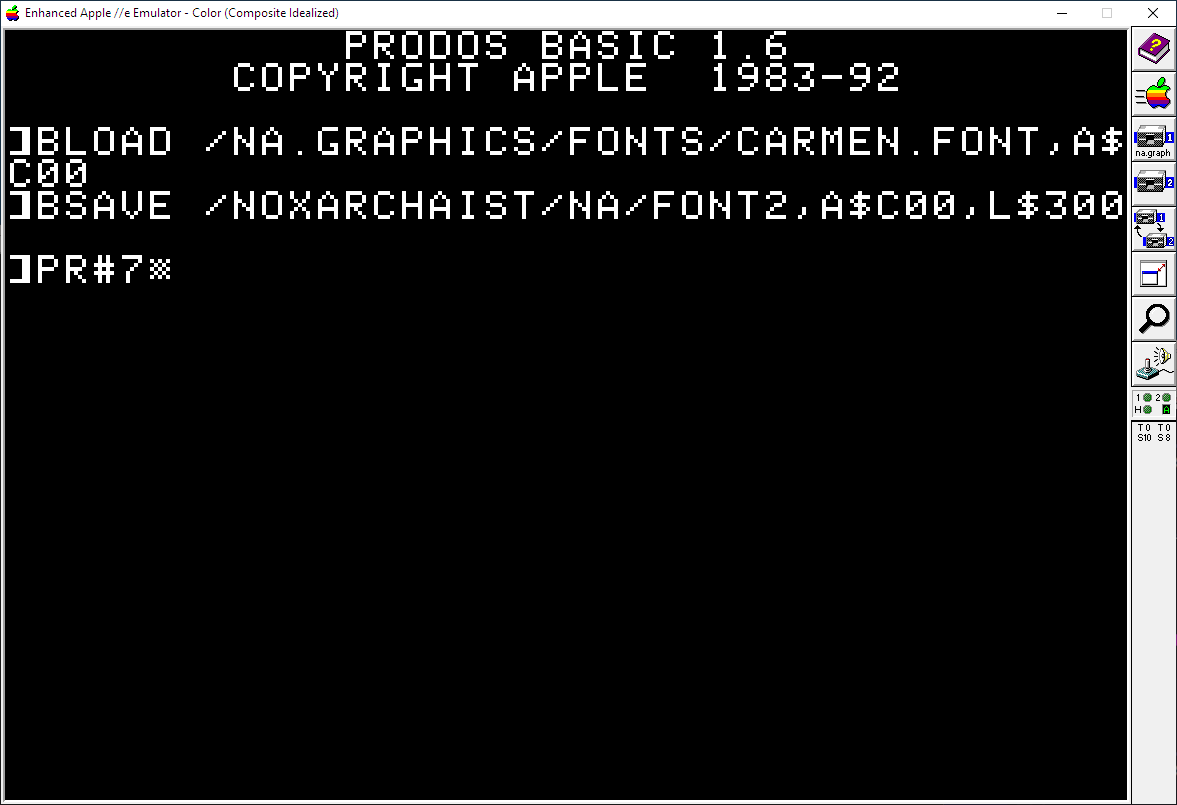 Enhanced Apple //e Emulator - Color (Composite Idealized)
PRODOS BASIC 1.6
COPYRIGHT APPLE  1983-92
]BLOAD /NA.GRAPHICS/FONTS/CARMEN.FONT,A$
C00
]BSAVE /NOXARCHAIST/NA/FONT2,A$C00,L$300
]PR#7
?
1
na.graph
2
1
2
1 2
H A
T0 T0
S10 S8